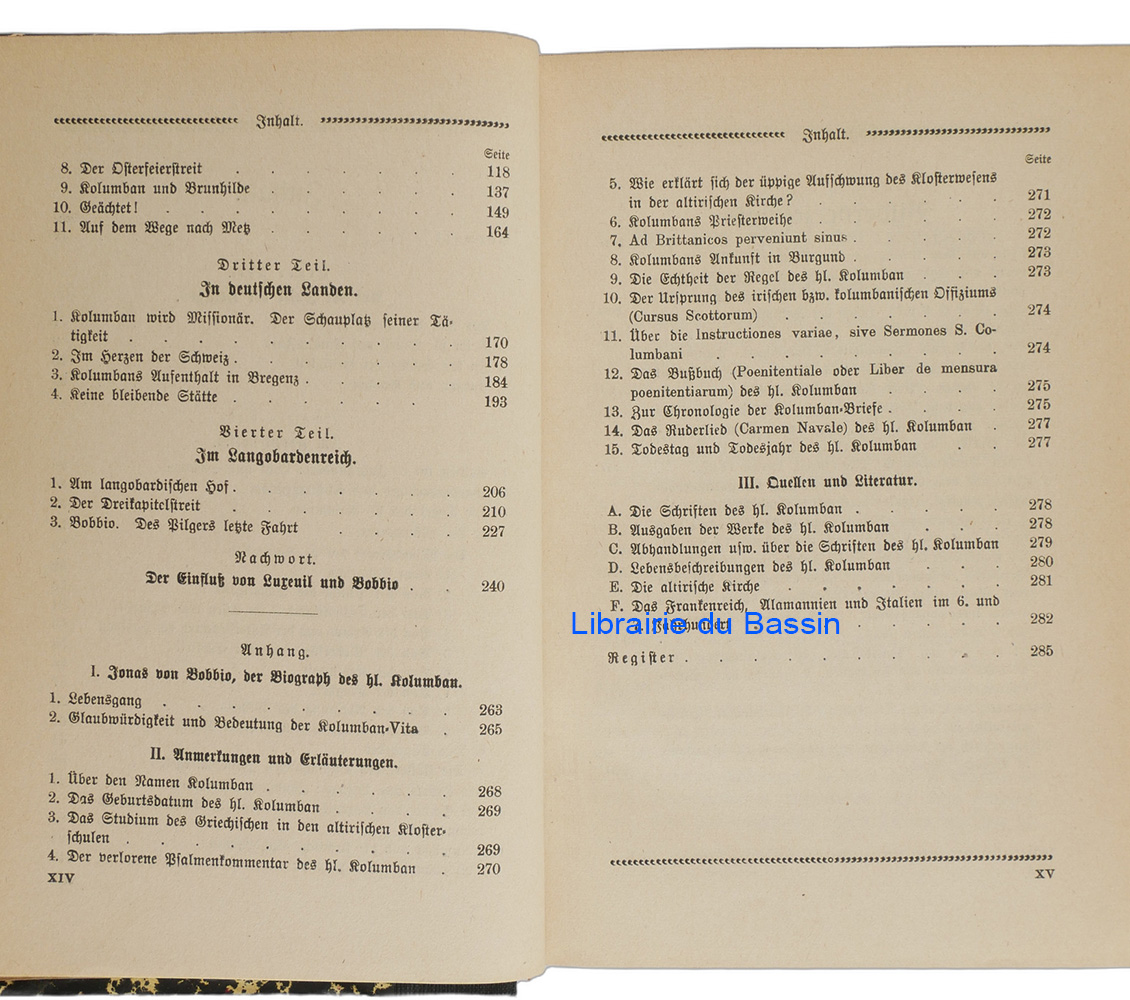 Inhalt.
Seite
8. Der Osterfeierstreit . . . . . . 118
9. Kolumban und Brunhilde . . . . . 137
10. Geächtet! . . . . . . . 149
11. Auf dem Wege nach Metz . . . . . 164
Dritter Teil.
In deutschen Landen.
1. Kolumban wird Missionär. Der Schauplatz seiner Tä-
tigkeit . . . . . . . . 170
2. Im Herzen der Schweiz . . . . . . 178
3. Kolumbans Aufenthalt in Bregenz . . . . 184
4. Keine bleibende Stätte . . . . . . 193
Vierter Teil.
Im Langobardenreich.
1. Am langobardischen Hof . . . . . . 206
2. Der Dreikapitelstreit . . . . . . 210
3. Bobbio. Des Pilgers letzte Fahrt . . . . 227
Nachwort.
Der Einfluß von Luxeuil und Bobbio . . 240
Anhang.
I. Jonas von Bobbio, der Biograph des hl. Kolumban.
1. Lebensgang . . . . . . . 263
2. Glaubwürdigkeit und Bedeutung der Kolumban-Vita . 265
II. Anmerkungen und Erläuterungen.
1. Über den Namen Kolumban . . . . . 268
2. Das Geburtsdatum des hl. Kolumban . . . 269
3. Das Studium des Griechischen in den altirischen Kloster-
schulen . . . . . . . . 269
4. Der verlorene Psalmenkommentar des hl. Kolumban . 270
XIV
Inhalt.
Seite
5. Wie erklärt sich der üppige Aufschwung des Klosterwesens
in der altirischen Kirche? . . . . . 271
6. Kolumbans Priesterweihe . . . . . 272
7. Ad Brittanicos perveniunt sinus . . . . 272
8. Kolumbans Ankunft in Burgund . . . . 273
9. Die Echtheit der Regel des hl. Kolumban . . . 273
10. Der Ursprung des irischen bzw. kolumbanischen Offiziums
(Cursus Scottorum) . . . . . . 274
11. Über die Instructiones variae, sive Sermones S. Co-
lumbani . . . . . . . . 274
12. Das Bußbuch (Poenitentiale oder Liber de mensura
poenitentiarum) des hl. Kolumban . . . . 275
13. Zur Chronologie der Kolumban-Briefe . . . . 275
14. Das Ruderlied (Carmen Navale) des hl. Kolumban . 277
15. Todestag und Todesjahr des hl. Kolumban . . 277
III. Quellen und Literatur.
A. Die Schriften des hl. Kolumban . . . . . 278
B. Ausgaben der Werke des hl. Kolumban . . . 278
C. Abhandlungen usw. über die Schriften des hl. Kolumban 279
D. Lebensbeschreibungen des hl. Kolumban . . . 280
E. Die altirische Kirche . . . . . . 281
F. Das Frankenreich, Alamannien und Italien im 6. und
Jahrhundert . . . . . . 282
Librairie du Bassin
Register . . . . . . . . 285
XV